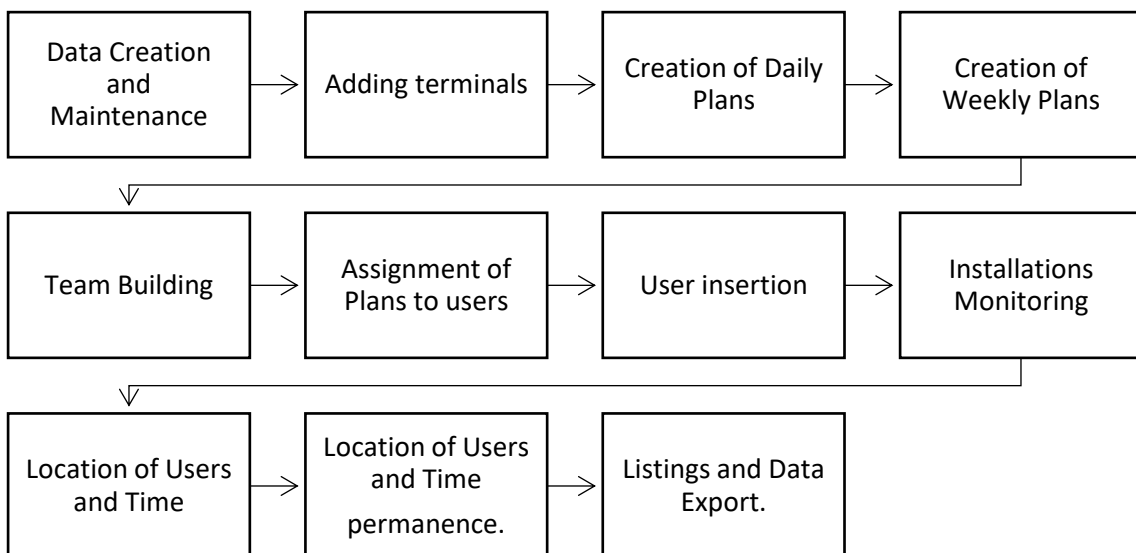 Data Creation
and
Maintenance
Adding terminals
Creation of Daily
Plans
Creation of
Weekly Plans
Team Building
Assignment of
Plans to users
User insertion
Installations
Monitoring
Location of Users
and Time
Location of Users
and Time
permanence.
Listings and Data
Export.